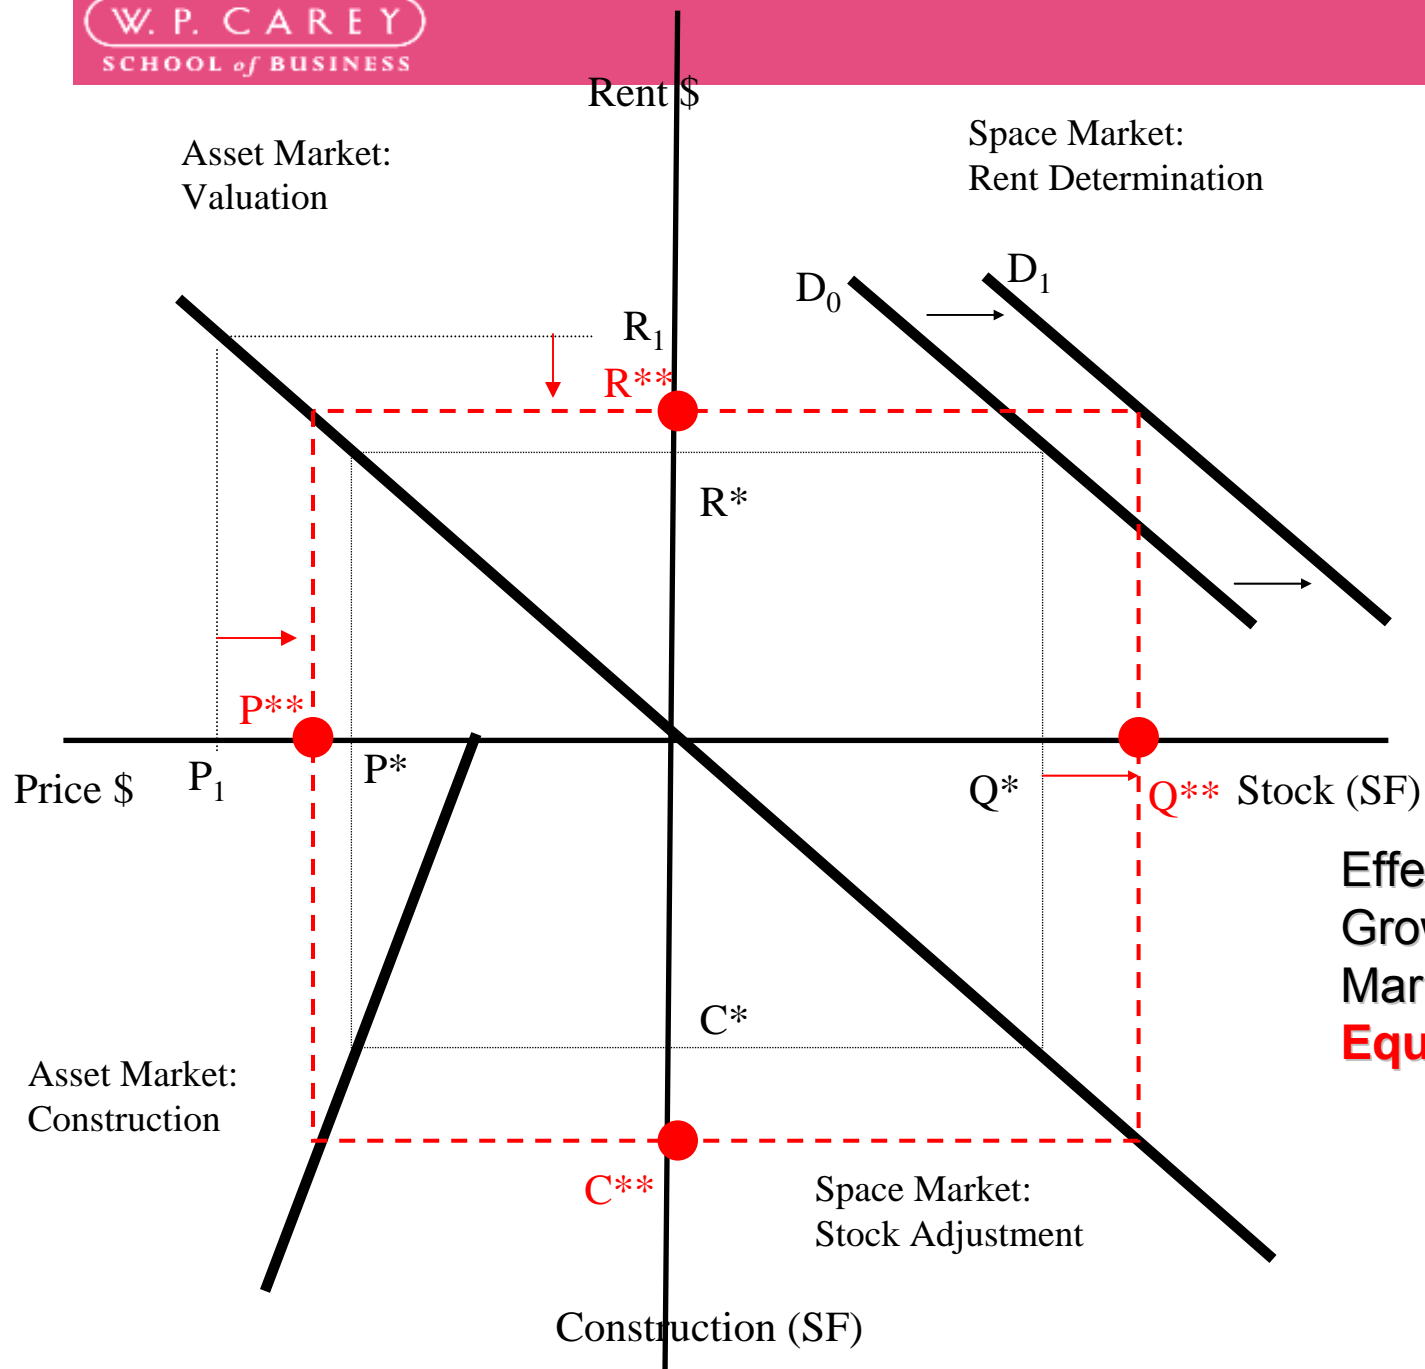 W. P. CAREY
SCHOOL of BUSINESS
Rent $
Asset Market:
Valuation
Space Market:
Rent Determination
D0
D1
R1
R**
R*
P**
P1
P*
Price $
Q*
Q**
Stock (SF)
C*
Asset Market:
Construction
C**
Space Market:
Stock Adjustment
Construction (SF)